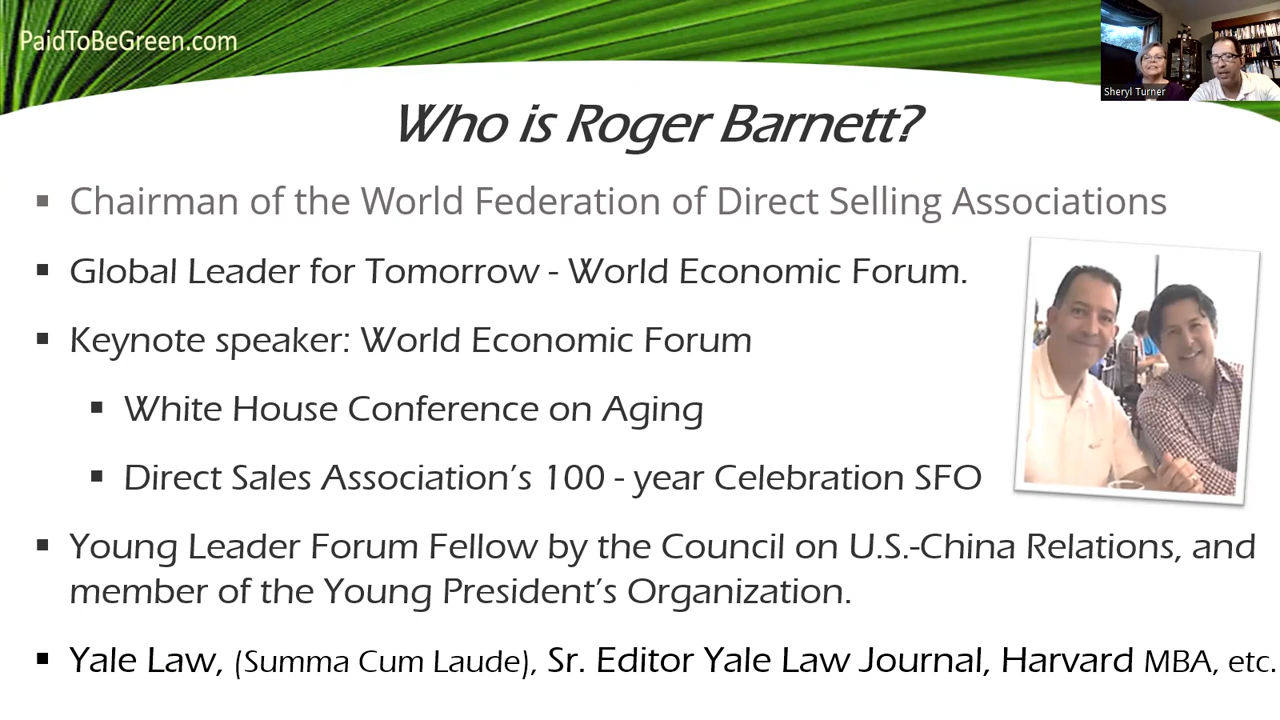 PaidToBeGreen.com
Sheryl Turner
Who is Roger Barnett?
▪ Chairman of the World Federation of Direct Selling Associations
▪ Global Leader for Tomorrow - World Economic Forum.
▪ Keynote speaker: World Economic Forum
▪ White House Conference on Aging
▪ Direct Sales Association’s 100 - year Celebration SFO
▪ Young Leader Forum Fellow by the Council on U.S.-China Relations, and
member of the Young President’s Organization.
▪ Yale Law, (Summa Cum Laude), Sr. Editor Yale Law Journal, Harvard MBA, etc.